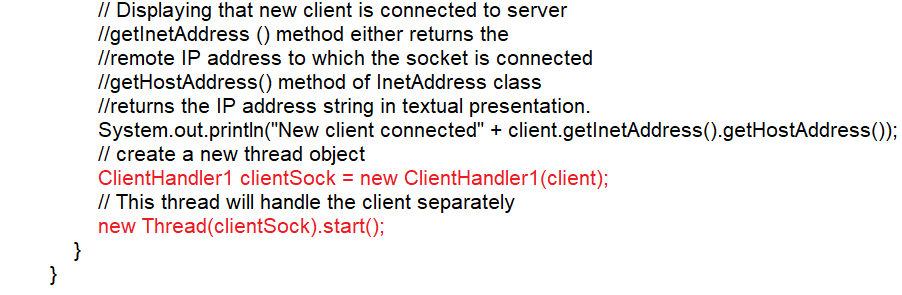 // Displaying that new client is connected to server
//getInetAddress () method either returns the
//remote IP address to which the socket is connected
//getHostAddress() method of InetAddress class
//returns the IP address string in textual presentation.
System.out.println("New client connected" + client.getInetAddress().getHostAddress());
// create a new thread object
ClientHandler1 clientSock = new ClientHandler1(client);
// This thread will handle the client separately
new Thread(clientSock).start();
}
}